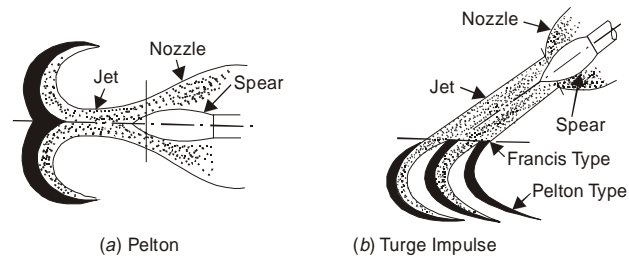 Nozzle
Jet
Spear
(a) Pelton
Nozzle
Jet
Spear
Francis Type
Pelton Type
(b) Turge Impulse